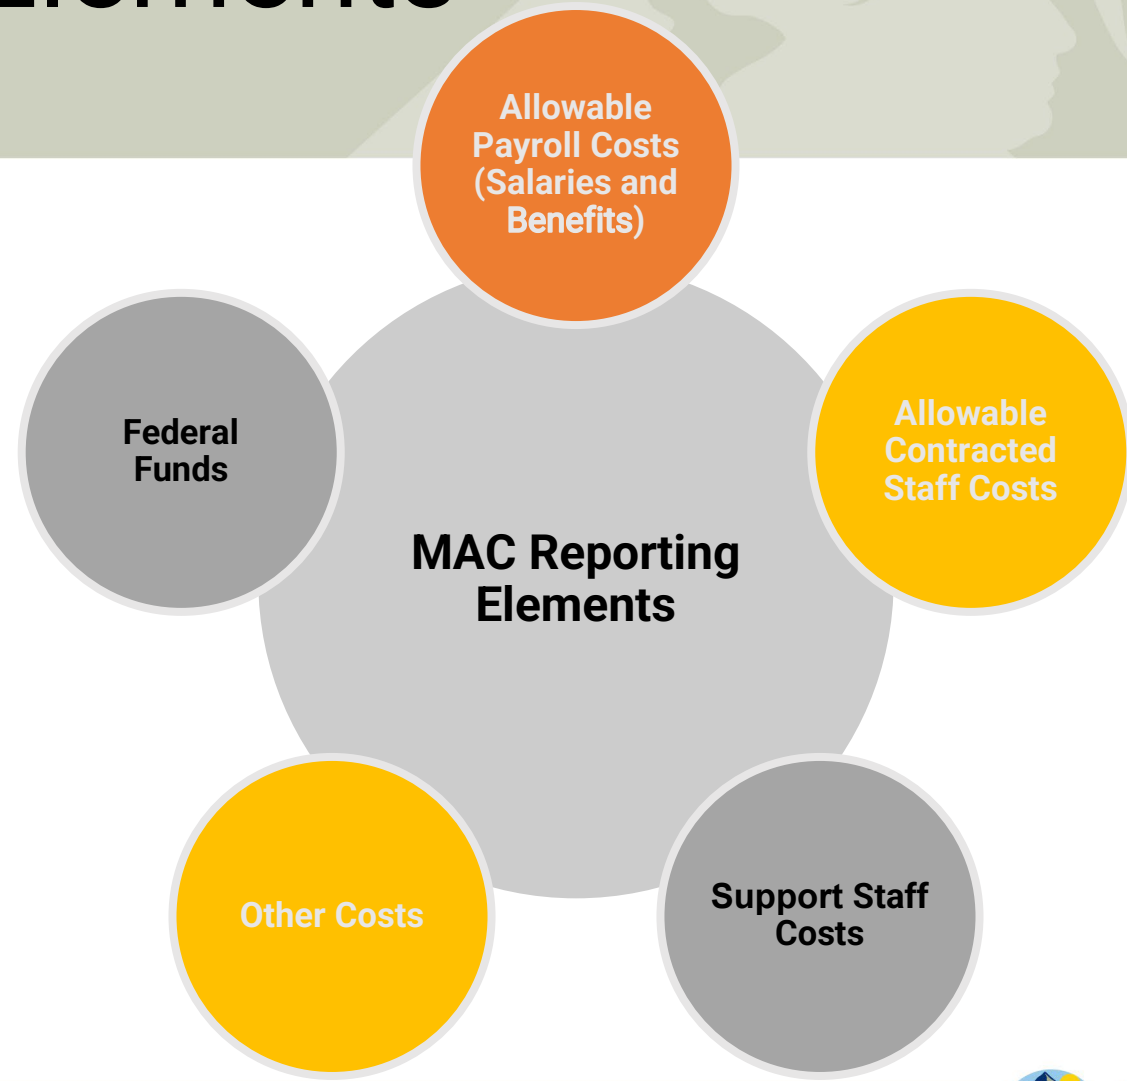 Elements
Allowable
Payroll Costs
(Salaries and
Benefits)
Allowable
Contracted
Staff Costs
Federal
Funds
MAC Reporting
Elements
Support Staff
Costs
Other Costs